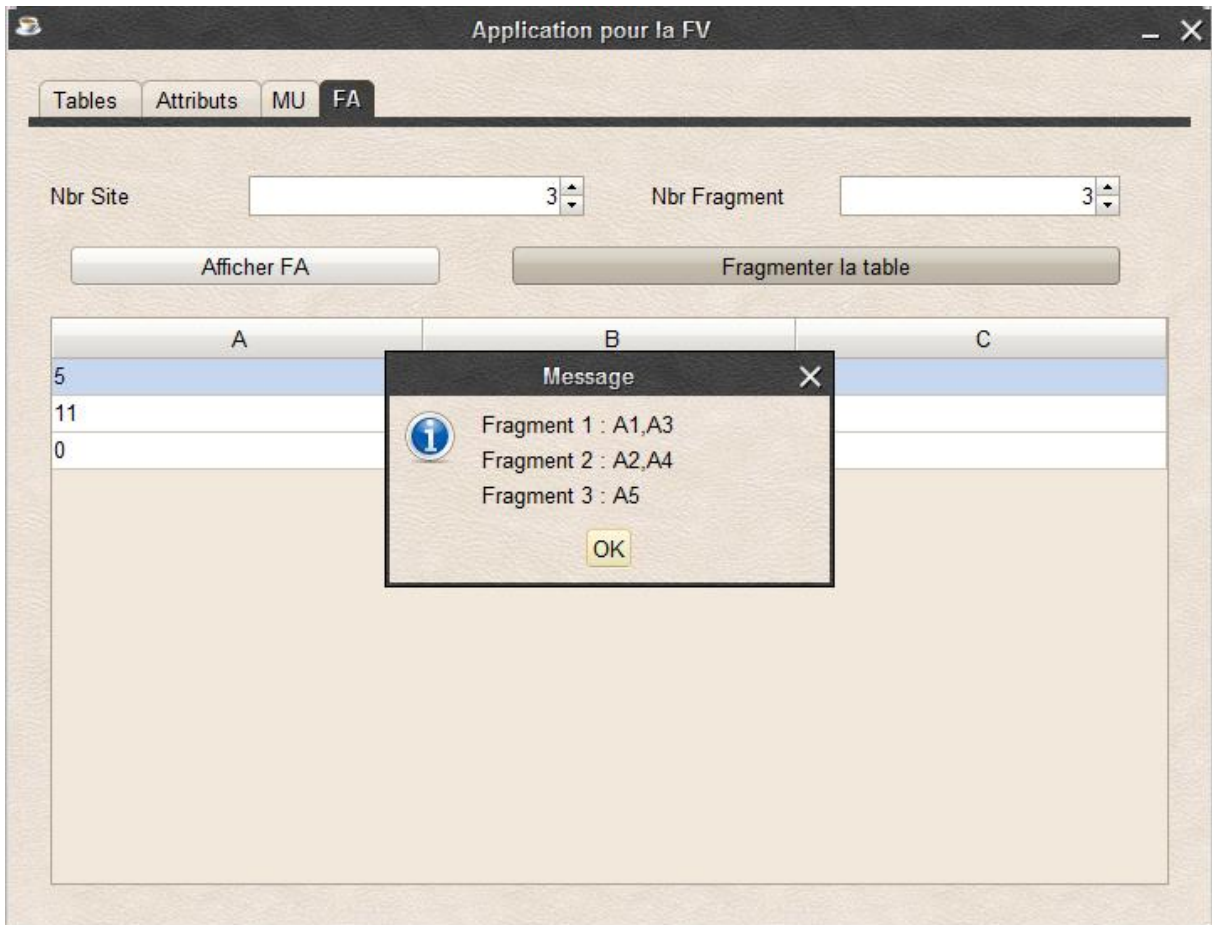 Application pour la FV
Tables Attributs MU FA
Nbr Site 3 Nbr Fragment 3
Afficher FA Fragmenter la table
A B C
5
11
0
Message
Fragment 1 : A1,A3
Fragment 2 : A2,A4
Fragment 3 : A5
OK